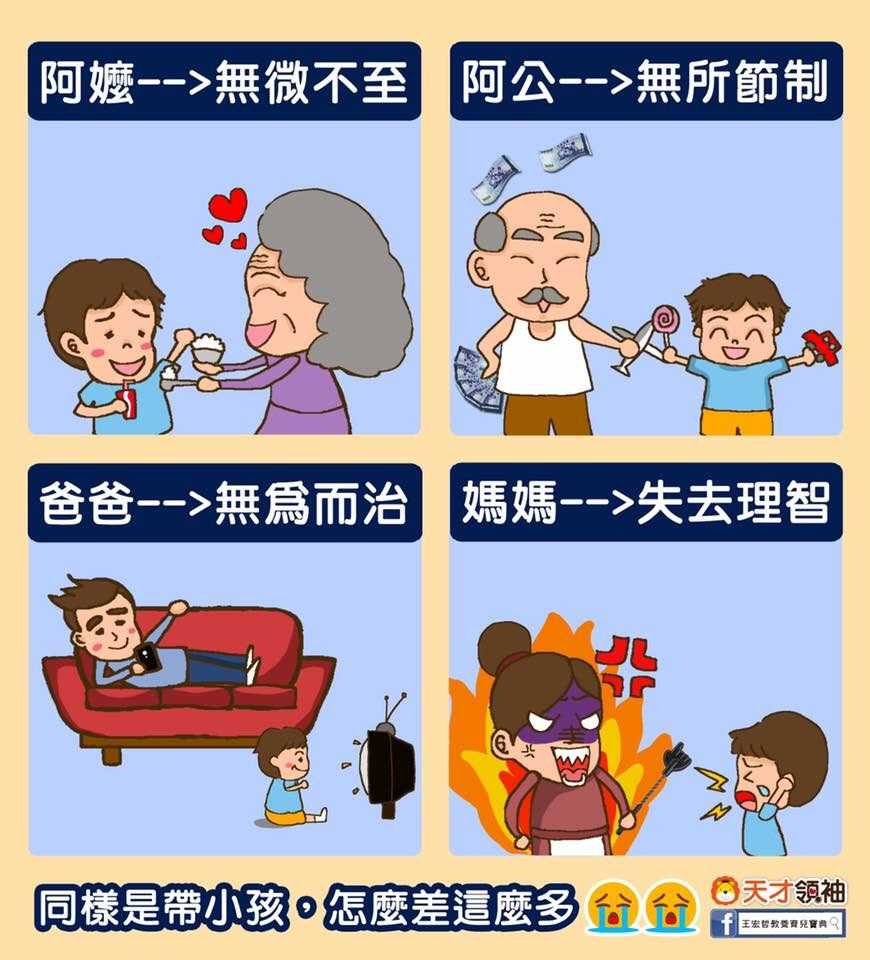 阿嬤-->無微不至
阿公-->無所節制
爸爸-->無為而治
媽媽-->失去理智
同樣是帶小孩，怎麼差這麼多
天才領袖
f 王宏哲教養育兒寶典